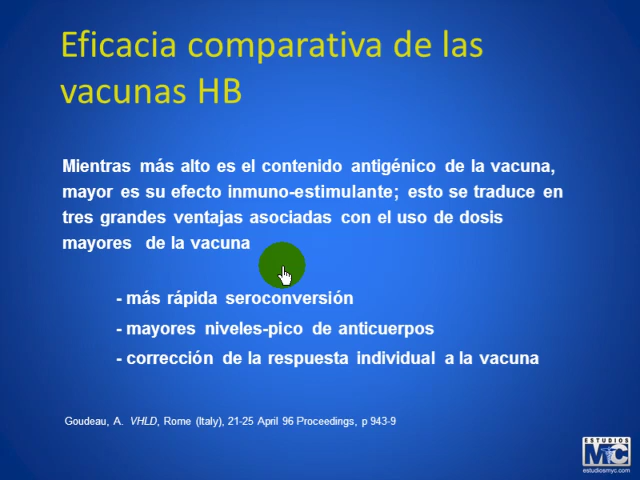 Eficacia comparativa de las
vacunas HB
Mientras más alto es el contenido antigénico de la vacuna,
mayor es su efecto inmuno-estimulante; esto se traduce en
tres grandes ventajas asociadas con el uso de dosis
mayores de la vacuna
- más rápida seroconversión
- mayores niveles-pico de anticuerpos
- corrección de la respuesta individual a la vacuna
Goudeau, A. VHLD, Rome (Italy), 21-25 April 96 Proceedings, p 943-9
ESTUDIOS
MyC
estudiosmyc.com